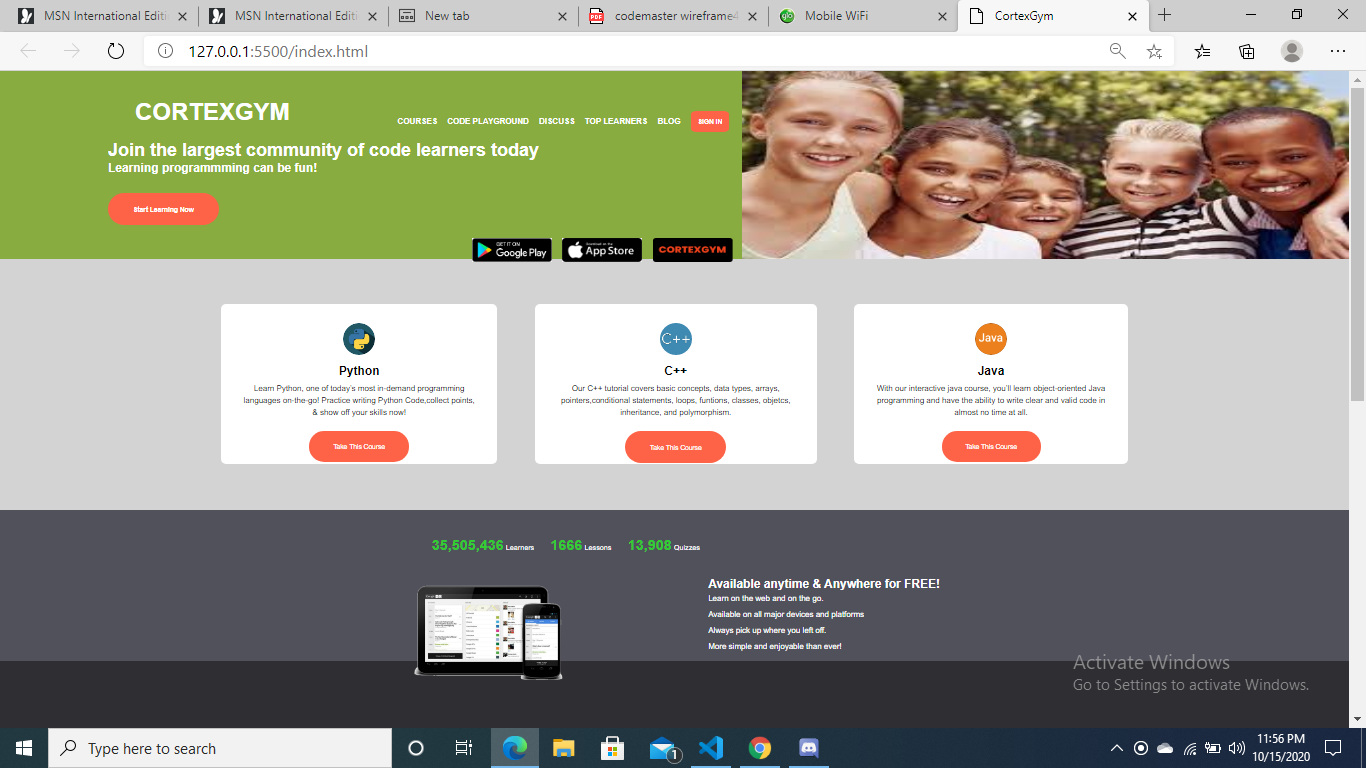 MSN International Editi
MSN International Editi
New tab
codemaster wireframe4
Mobile WiFi
CortexGym
127.0.0.1:5500/index.html
CORTEXGYM
COURSES CODE PLAYGROUND DISCUSS TOP LEARNERS BLOG SIGN IN
Join the largest community of code learners today
Learning programmming can be fun!
Start Learning Now
GET IT ON
Google Play
Download on the
App Store
CORTEXGYM
Python
Learn Python, one of today's most in-demand programming
languages on-the-go! Practice writing Python Code,collect points,
& show off your skills now!
Take This Course
C++
C++
Our C++ tutorial covers basic concepts, data types, arrays,
pointers,conditional statements, loops, funtions, classes, objetcs,
inheritance, and polymorphism.
Take This Course
Java
Java
With our interactive java course, you'll learn object-oriented Java
programming and have the ability to write clear and valid code in
almost no time at all.
Take This Course
35,505,436 Learners 1666 Lessons 13,908 Quizzes
Available anytime & Anywhere for FREE!
Learn on the web and on the go.
Available on all major devices and platforms
Always pick up where you left off.
More simple and enjoyable than ever!
Activate Windows
Go to Settings to activate Windows.
Type here to search
1
11:56 PM
10/15/2020